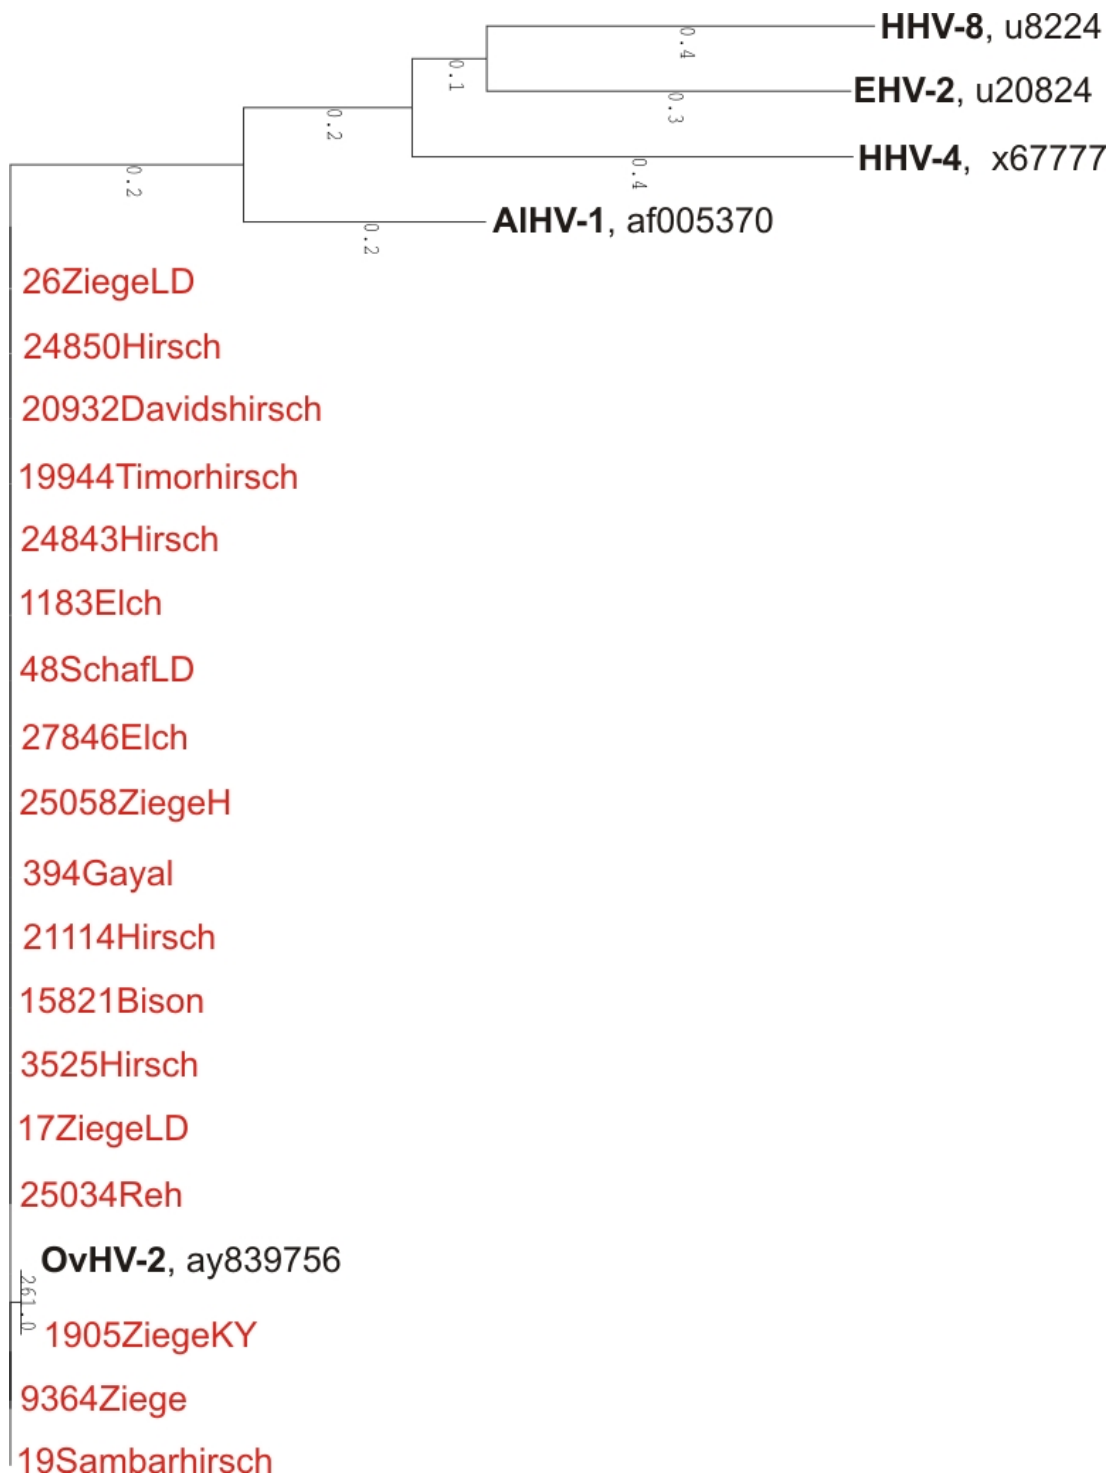 HHV-8, u8224
0.4
0.1
EHV-2, u20824
0.3
0.2
HHV-4, x67777
0.4
0.2
AlHV-1, af005370
0.2
26ZiegeLD
24850Hirsch
20932Davidshirsch
19944Timorhirsch
24843Hirsch
1183Elch
48SchafLD
27846Elch
25058ZiegeH
394Gayal
21114Hirsch
15821Bison
3525Hirsch
17ZiegeLD
25034Reh
OvHV-2, ay839756
1905ZiegeKY
9364Ziege
19Sambarhirsch